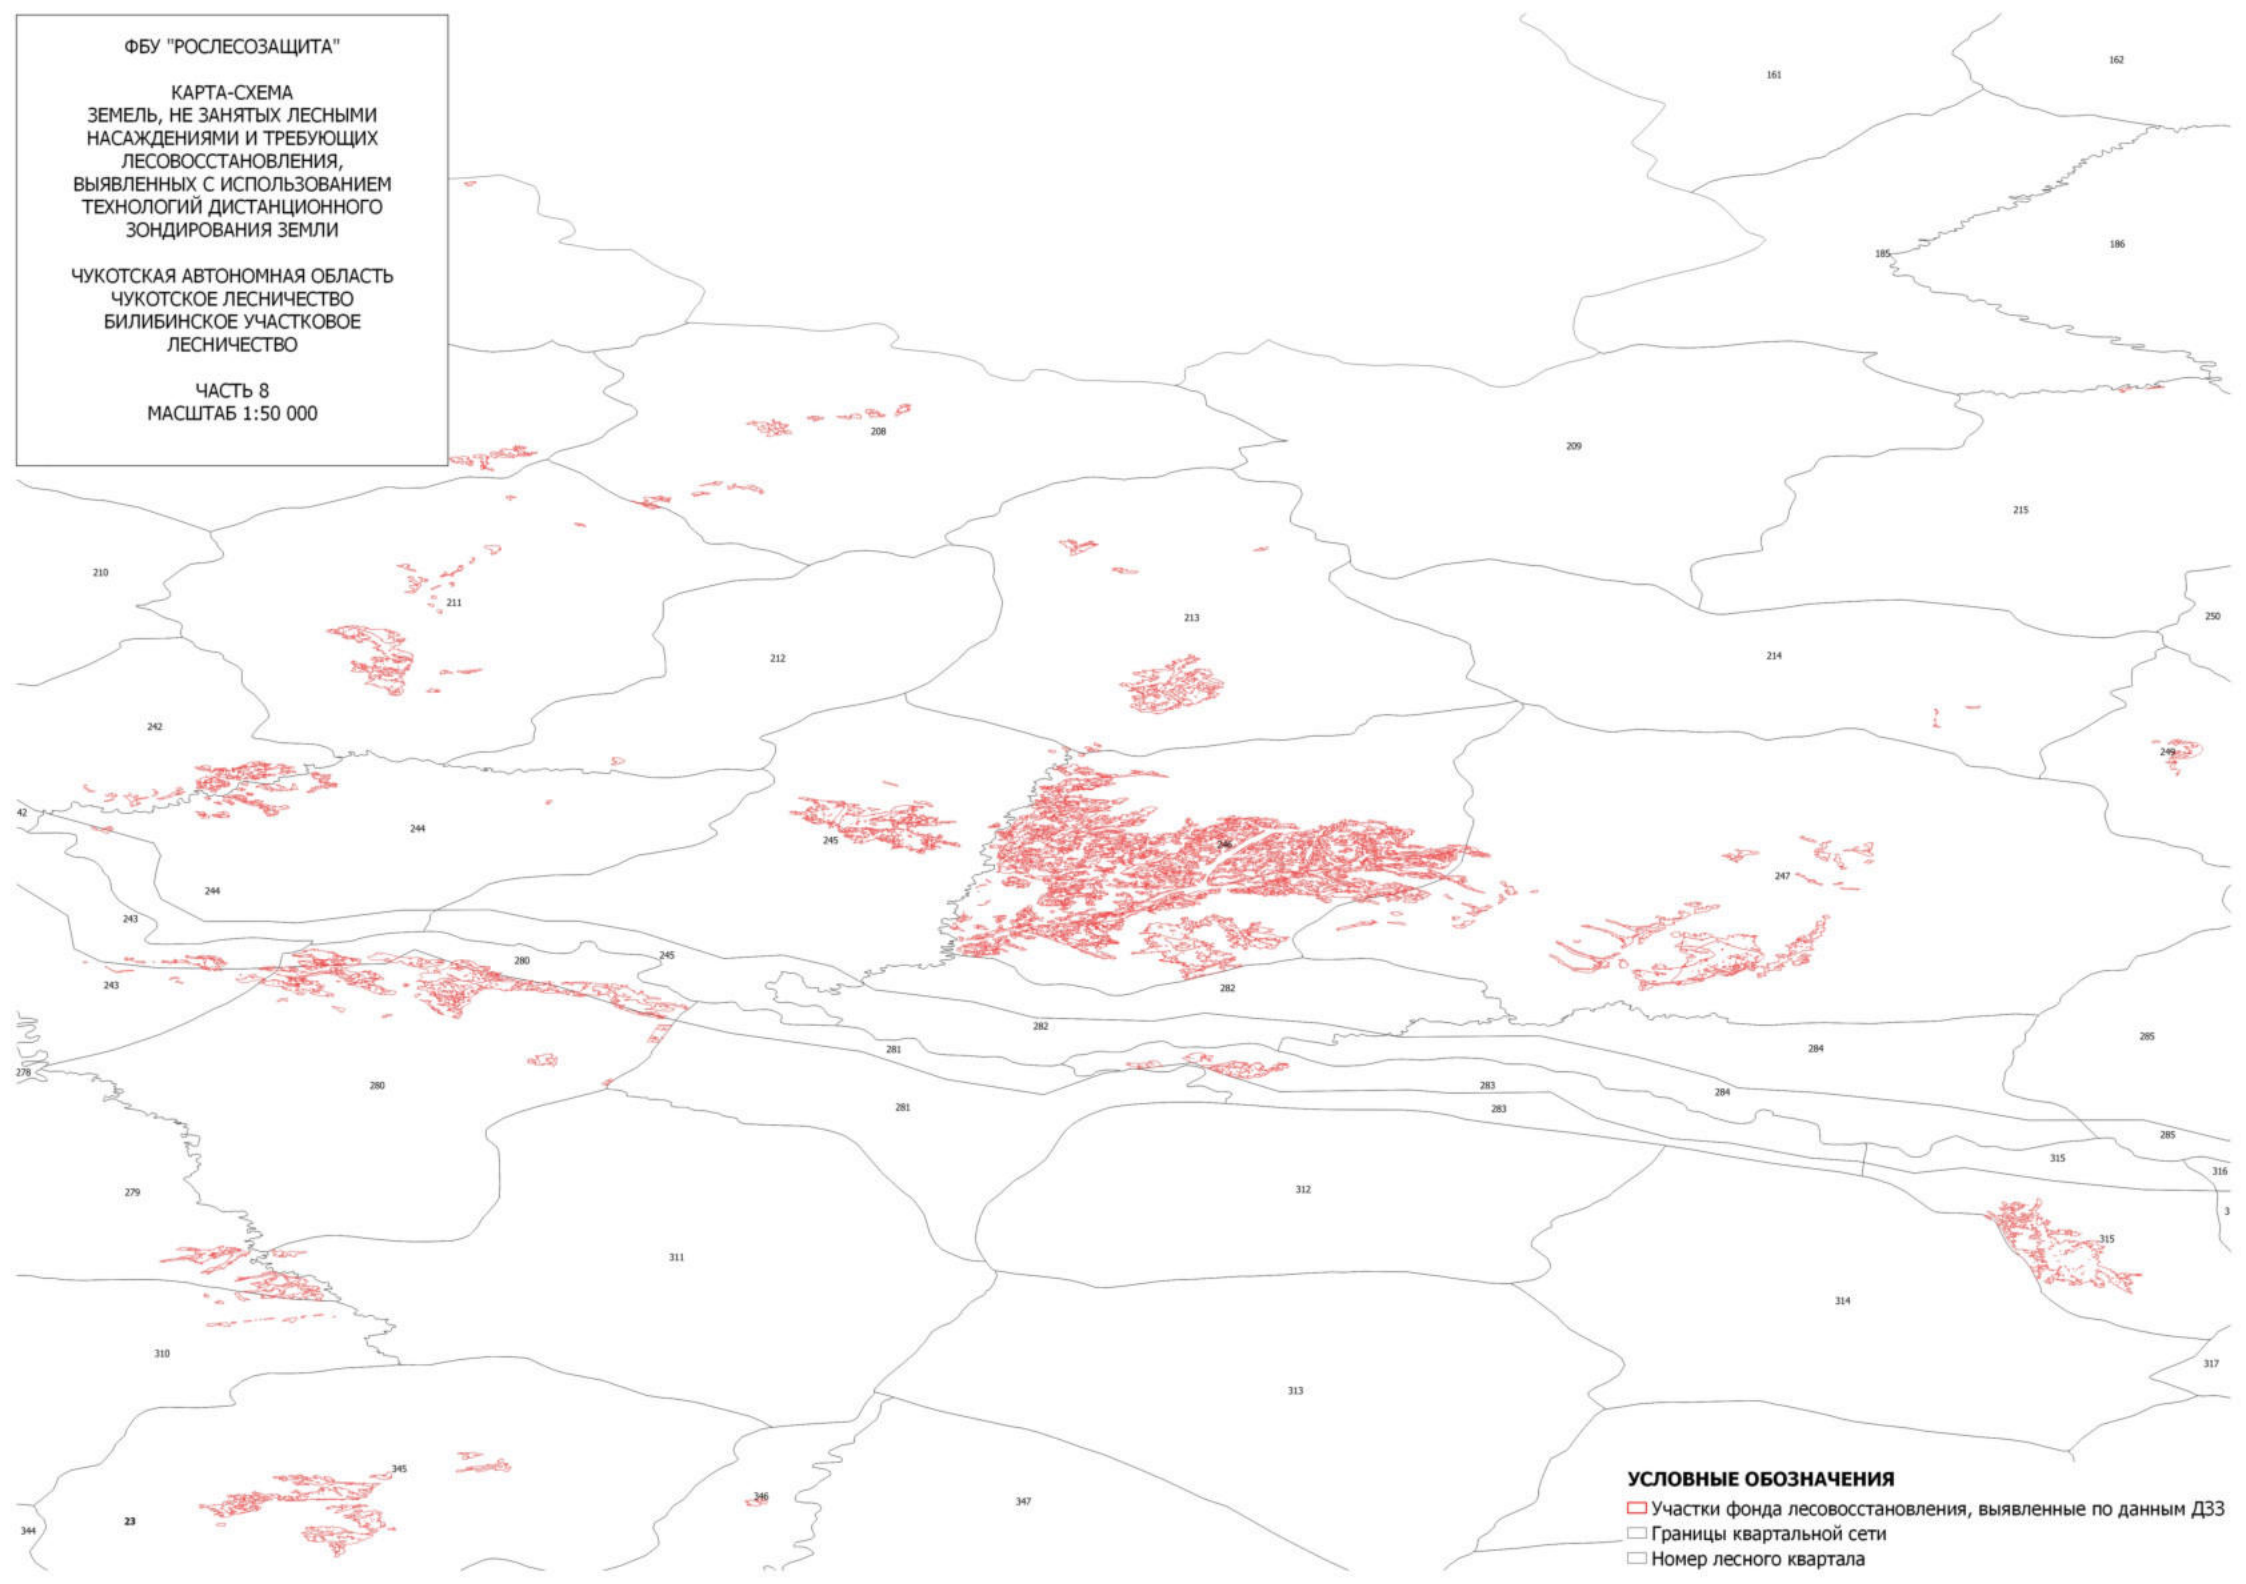 ФБУ "РОСЛЕСОЗАЩИТА"
КАРТА-СХЕМА
ЗЕМЕЛЬ, НЕ ЗАНЯТЫХ ЛЕСНЫМИ
НАСАЖДЕНИЯМИ И ТРЕБУЮЩИХ
ЛЕСОВОССТАНОВЛЕНИЯ,
ВЫЯВЛЕННЫХ С ИСПОЛЬЗОВАНИЕМ
ТЕХНОЛОГИЙ ДИСТАНЦИОННОГО
ЗОНДИРОВАНИЯ ЗЕМЛИ
ЧУКОТСКАЯ АВТОНОМНАЯ ОБЛАСТЬ
ЧУКОТСКОЕ ЛЕСНИЧЕСТВО
БИЛИБИНСКОЕ УЧАСТКОВОЕ
ЛЕСНИЧЕСТВО
ЧАСТЬ 8
МАСШТАБ 1:50 000
162
161
186
185
208
209
215
210
211
250
213
214
212
242
249
42
244
245
246
247
244
243
245
280
243
282
282
285
281
284
278
280
283
284
281
283
285
315
316
279
312
3
315
311
314
310
317
313
345
346
347
23
344
УСЛОВНЫЕ ОБОЗНАЧЕНИЯ
Участки фонда лесовосстановления, выявленные по данным ДЗЗ
Границы квартальной сети
Номер лесного квартала